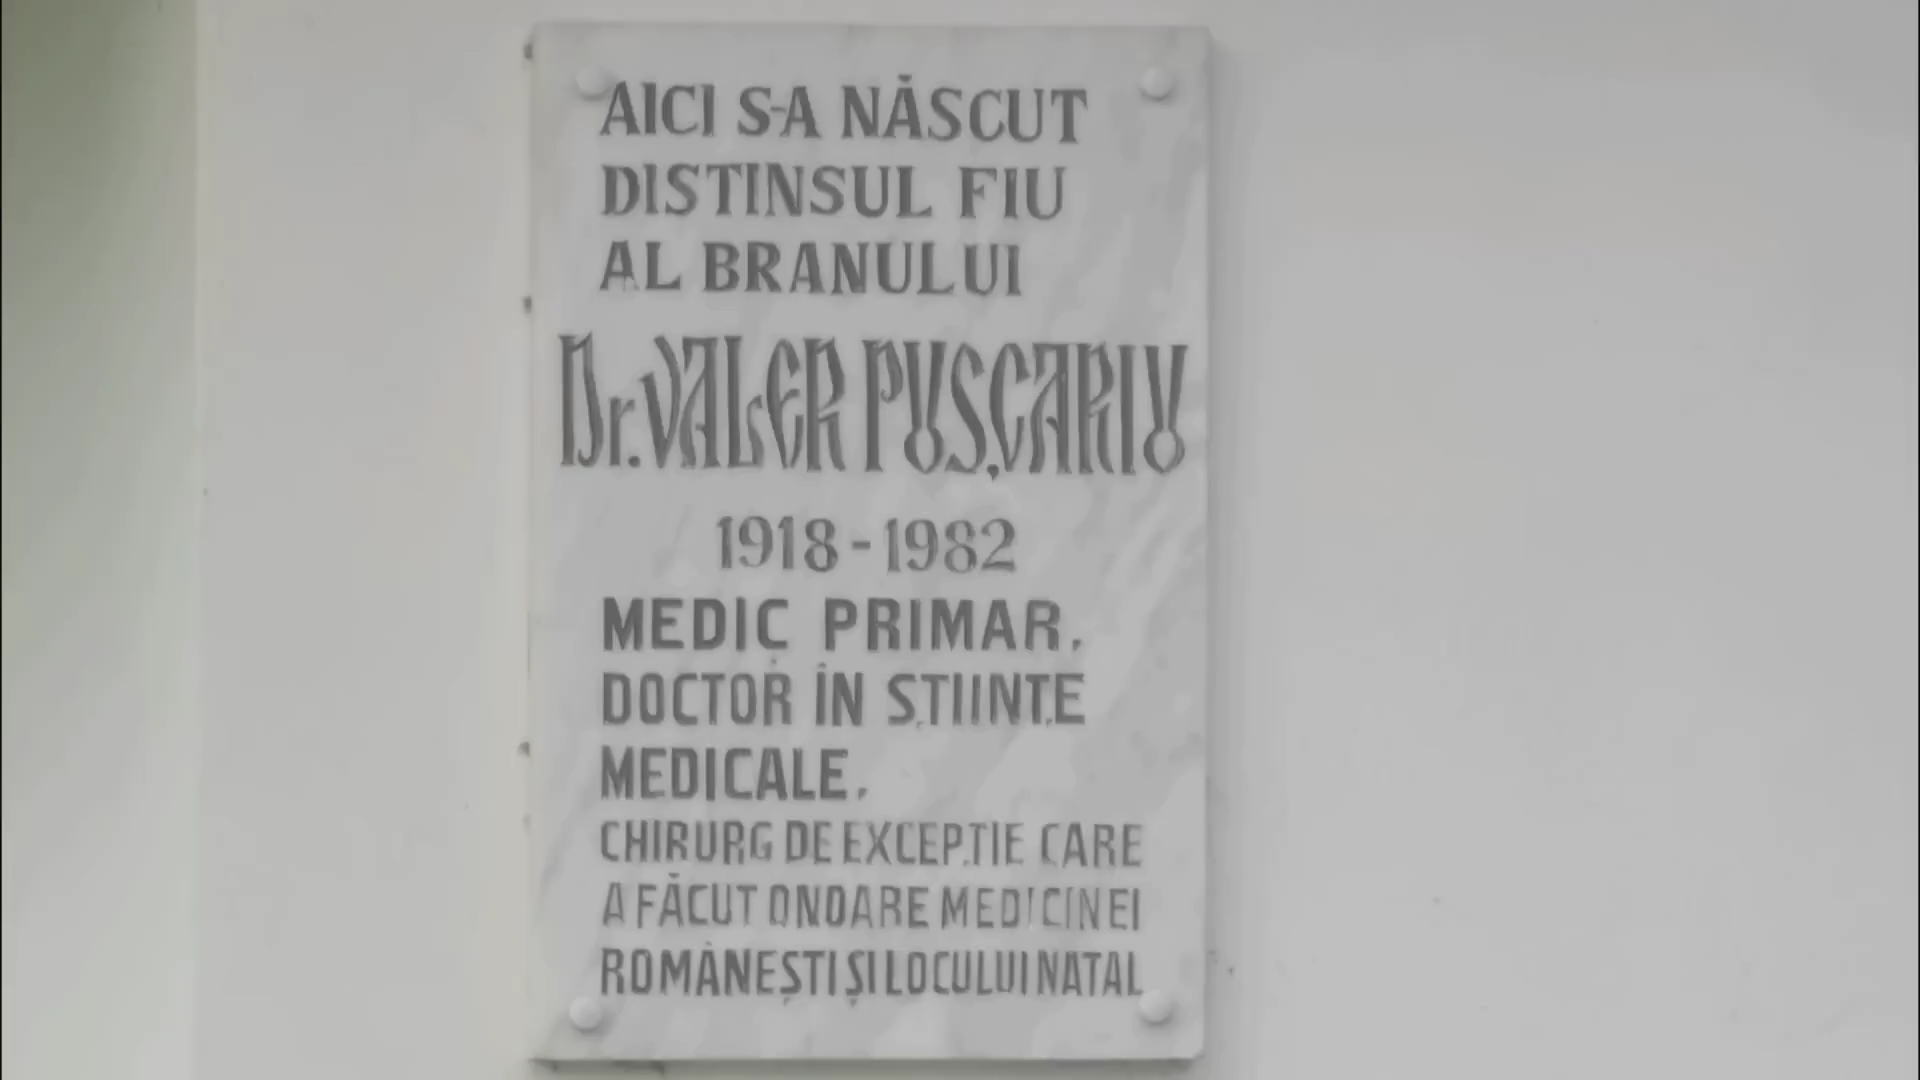 AICI S-A NĂSCUT
DISTINSUL FIU
AL BRANULUI
Dr. VALER PUȘCARIU
1918 - 1982
MEDIC PRIMAR,
DOCTOR ÎN ȘTIINȚE
MEDICALE,
CHIRURG DE EXCEPȚIE CARE
A FĂCUT ONOARE MEDICINEI
ROMÂNEȘTI ȘI LOCULUI NATAL